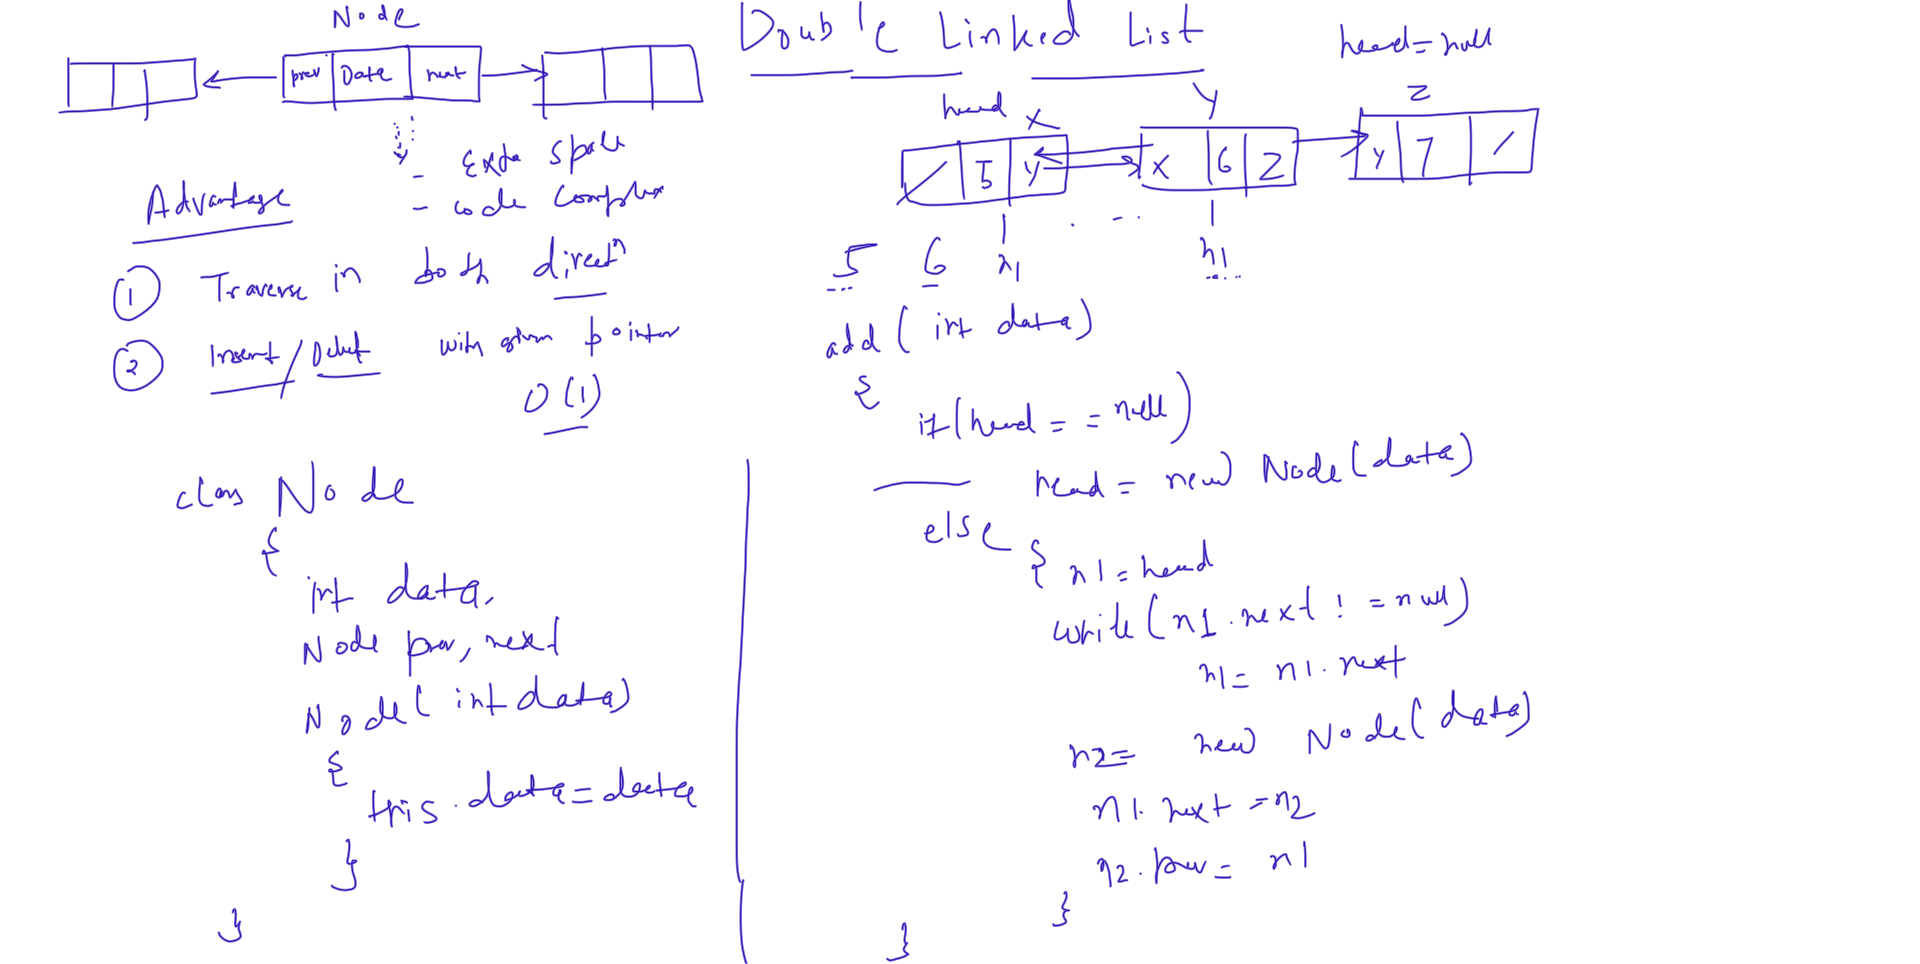 Double Linked List
Node
prev Data next
- Extra space
- code complex
Advantage
① Traverse in both directn
② Insert/Delet with given pointer
O(1)
class Node
{
int data,
Node prev, next
Node(int data)
{
this.data=data
}
}
head=null
head X Y Z
/ 5 y X 6 Z y 7 /
5 6 n1 n1
add(int data)
{
if(head==null)
head = new Node(data)
else
{ n1=head
while(n1.next!=null)
n1= n1.next
n2= new Node(data)
n1.next=n2
n2.prev= n1
}
}